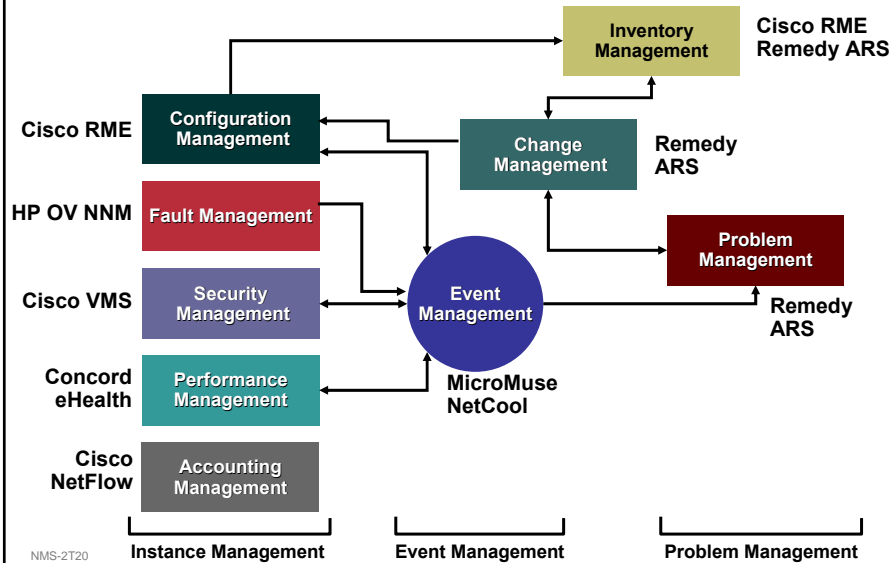 Inventory
Management
Cisco RME
Remedy ARS
Cisco RME
Configuration
Management
Change
Management
Remedy
ARS
HP OV NNM
Fault Management
Problem
Management
Cisco VMS
Security
Management
Event
Management
Remedy
ARS
Concord
eHealth
Performance
Management
MicroMuse
NetCool
Cisco
NetFlow
Accounting
Management
NMS-2T20
Instance Management
Event Management
Problem Management